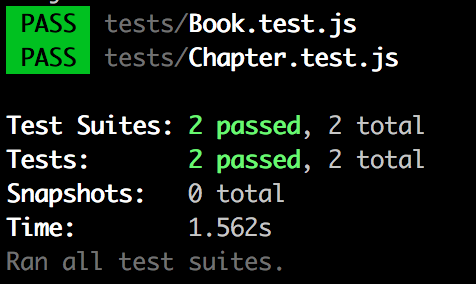 PASS tests/Book.test.js
PASS tests/Chapter.test.js
Test Suites: 2 passed, 2 total
Tests: 2 passed, 2 total
Snapshots: 0 total
Time: 1.562s
Ran all test suites.